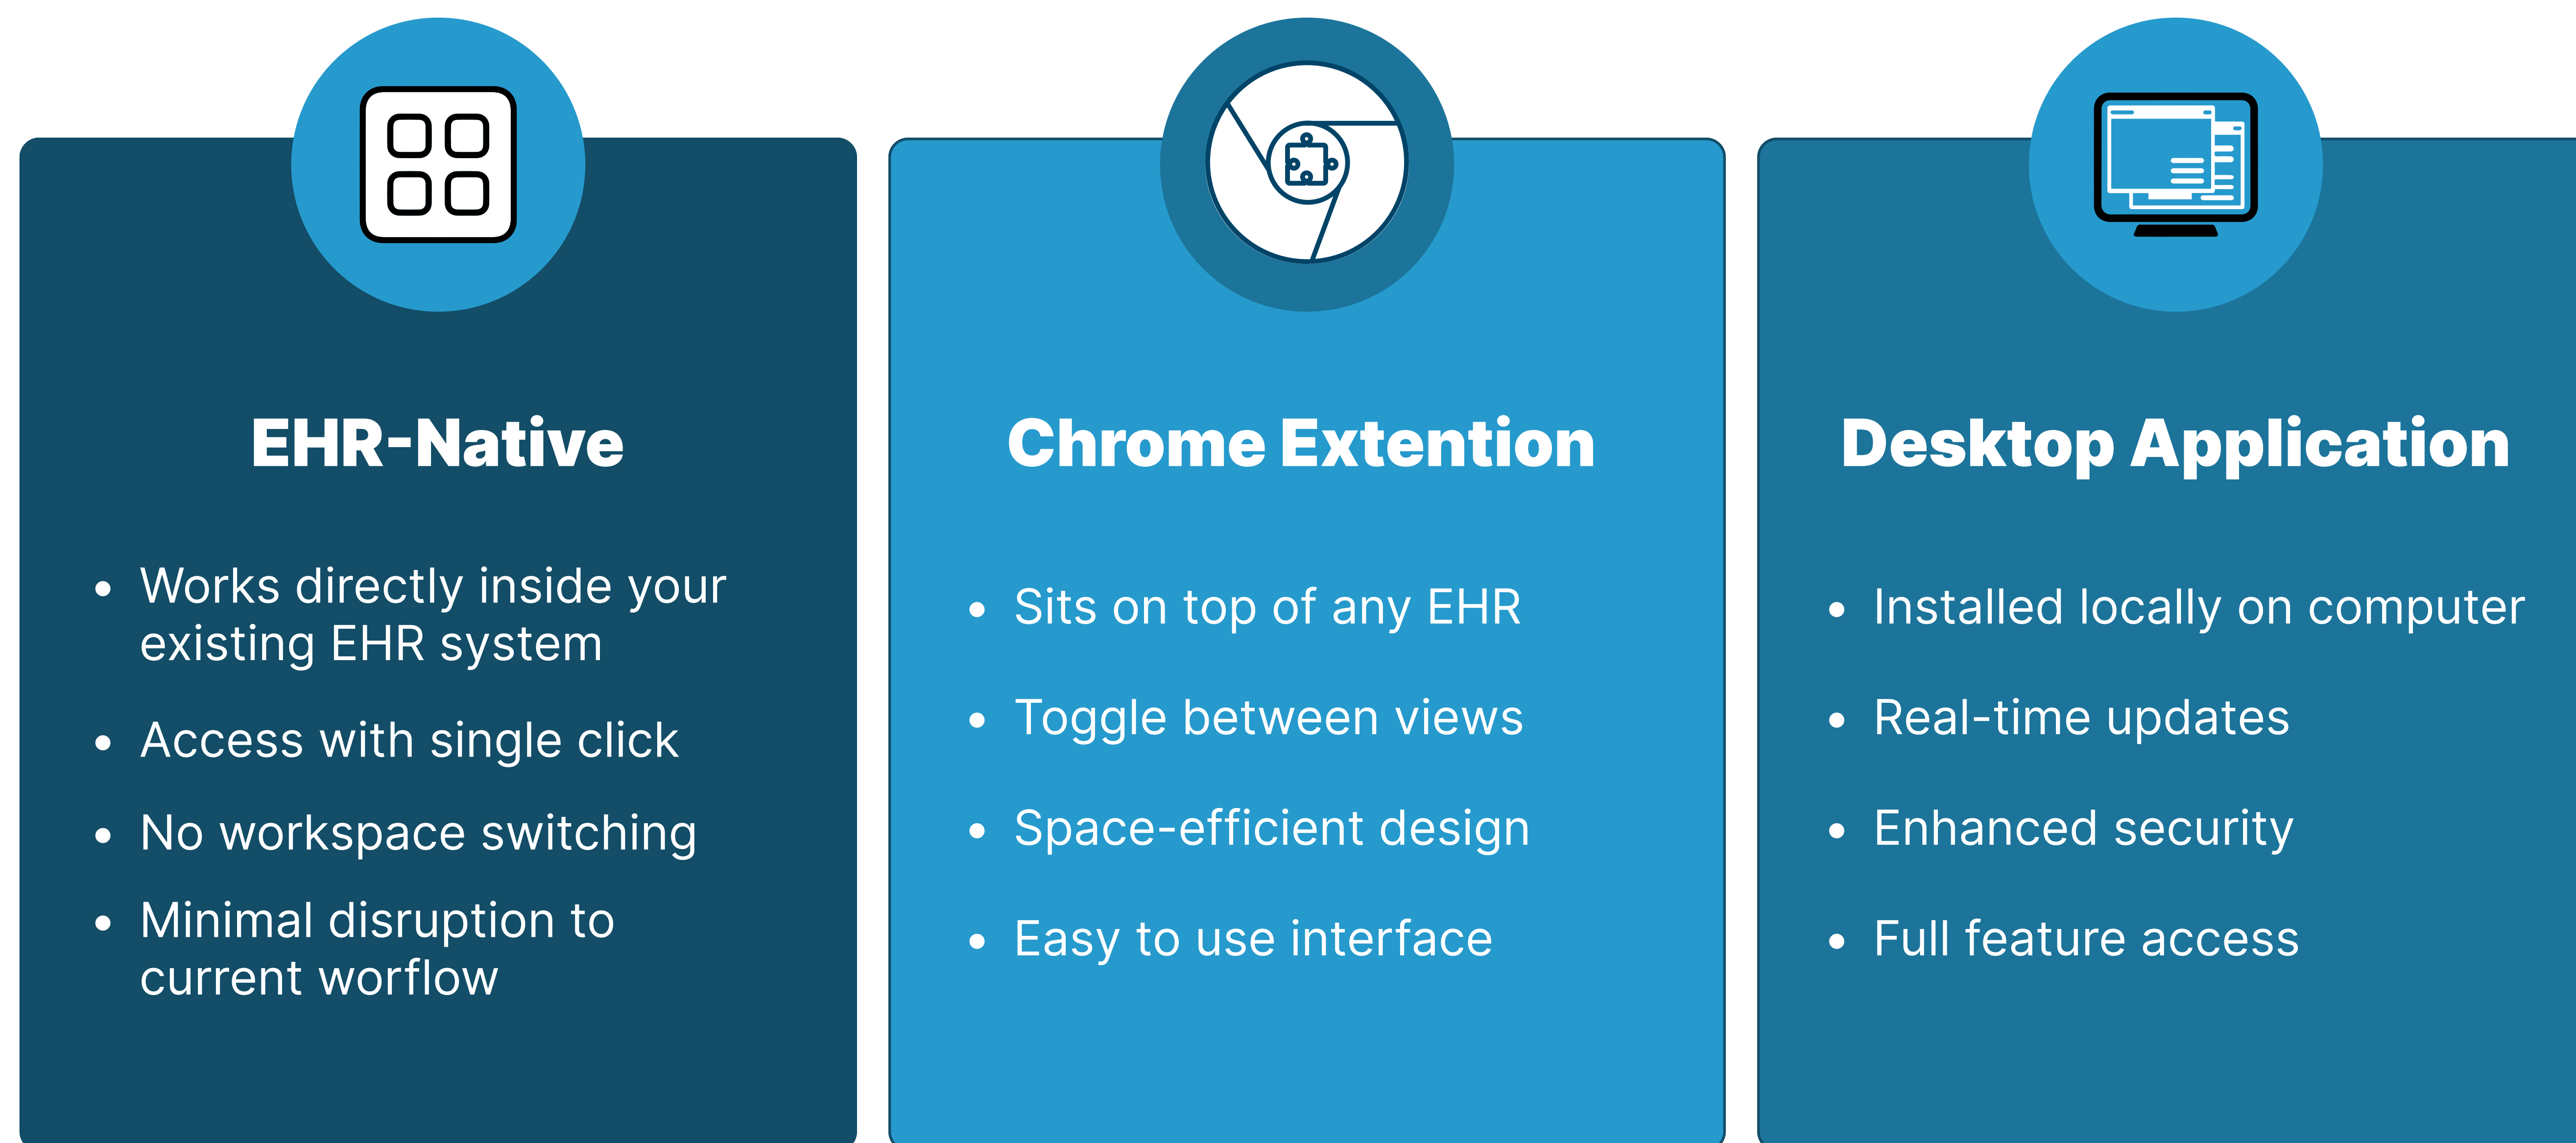 EHR-Native
• Works directly inside your
existing EHR system
• Access with single click
• No workspace switching
• Minimal disruption to
current worflow
Chrome Extention
• Sits on top of any EHR
• Toggle between views
• Space-efficient design
• Easy to use interface
Desktop Application
• Installed locally on computer
• Real-time updates
• Enhanced security
• Full feature access